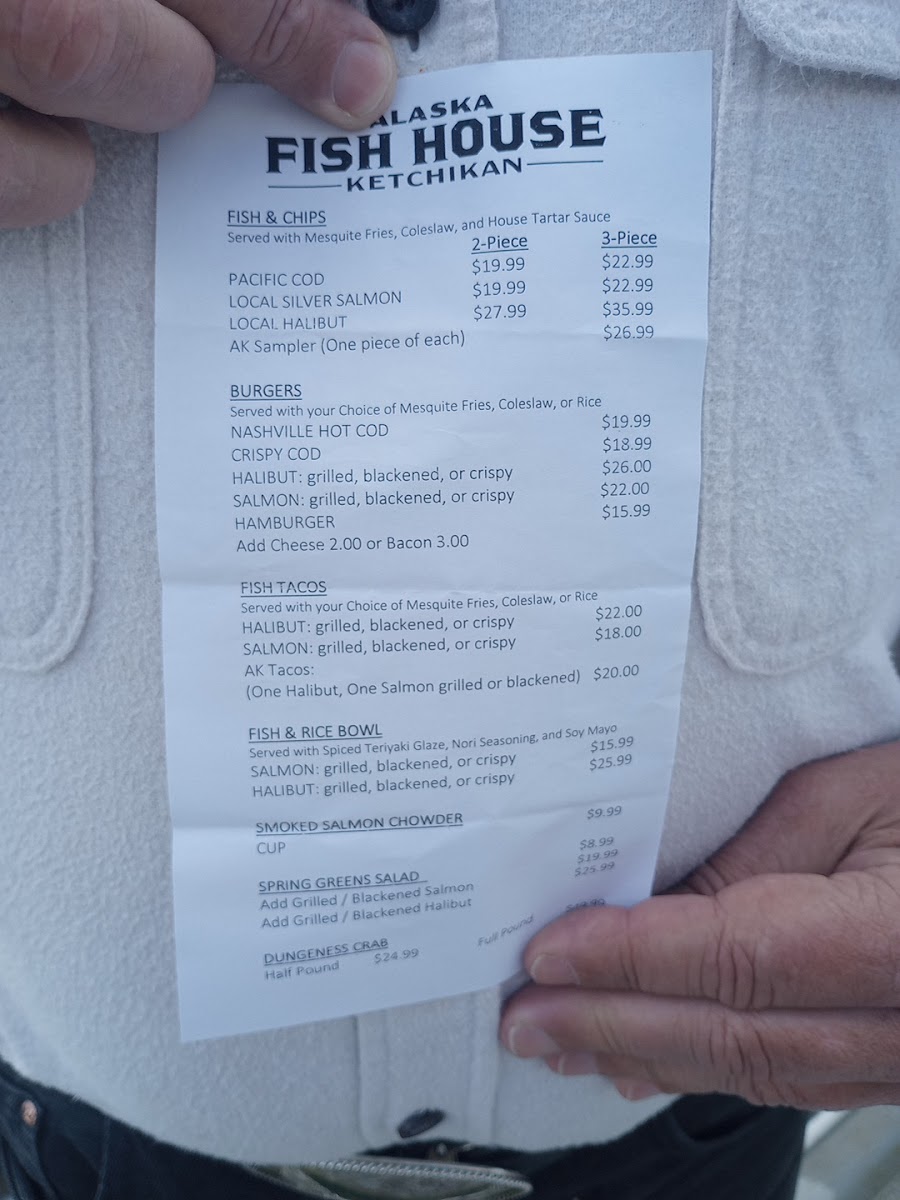 ALASKA
FISH HOUSE
KETCHIKAN
FISH & CHIPS
Served with Mesquite Fries, Coleslaw, and House Tartar Sauce
2-Piece 3-Piece
PACIFIC COD $19.99 $22.99
LOCAL SILVER SALMON $19.99 $22.99
LOCAL HALIBUT $27.99 $35.99
AK Sampler (One piece of each) $26.99
BURGERS
Served with your Choice of Mesquite Fries, Coleslaw, or Rice
NASHVILLE HOT COD $19.99
CRISPY COD $18.99
HALIBUT: grilled, blackened, or crispy $26.00
SALMON: grilled, blackened, or crispy $22.00
HAMBURGER $15.99
Add Cheese 2.00 or Bacon 3.00
FISH TACOS
Served with your Choice of Mesquite Fries, Coleslaw, or Rice
HALIBUT: grilled, blackened, or crispy $22.00
SALMON: grilled, blackened, or crispy $18.00
AK Tacos:
(One Halibut, One Salmon grilled or blackened) $20.00
FISH & RICE BOWL
Served with Spiced Teriyaki Glaze, Nori Seasoning, and Soy Mayo
SALMON: grilled, blackened, or crispy $15.99
HALIBUT: grilled, blackened, or crispy $25.99
SMOKED SALMON CHOWDER
CUP $9.99
SPRING GREENS SALAD $8.99
Add Grilled / Blackened Salmon $19.99
Add Grilled / Blackened Halibut $25.99
DUNGENESS CRAB
Half Pound $24.99 Full Pound